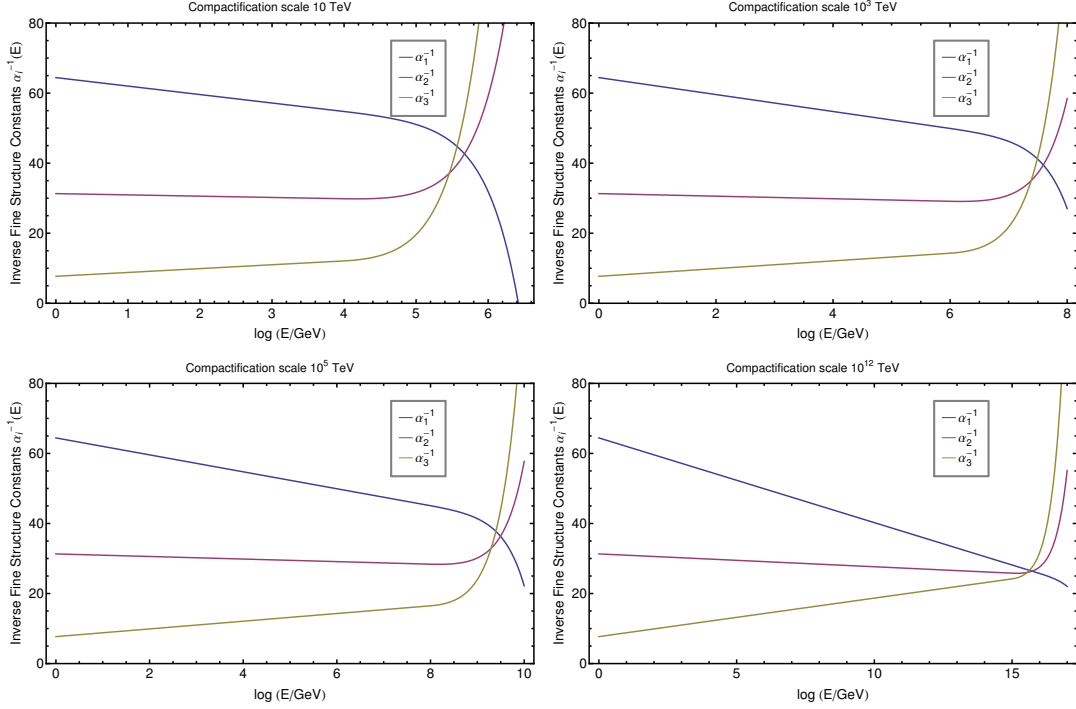 Compactification scale 10 TeV
Inverse Fine Structure Constants α_i^{-1}(E)
80
60
40
20
0
α_1^{-1}
α_2^{-1}
α_3^{-1}
0 1 2 3 4 5 6
log (E/GeV)
Compactification scale 10^3 TeV
Inverse Fine Structure Constants α_i^{-1}(E)
80
60
40
20
0
α_1^{-1}
α_2^{-1}
α_3^{-1}
0 2 4 6 8
log (E/GeV)
Compactification scale 10^5 TeV
Inverse Fine Structure Constants α_i^{-1}(E)
80
60
40
20
0
α_1^{-1}
α_2^{-1}
α_3^{-1}
0 2 4 6 8 10
log (E/GeV)
Compactification scale 10^12 TeV
Inverse Fine Structure Constants α_i^{-1}(E)
80
60
40
20
0
α_1^{-1}
α_2^{-1}
α_3^{-1}
0 5 10 15
log (E/GeV)